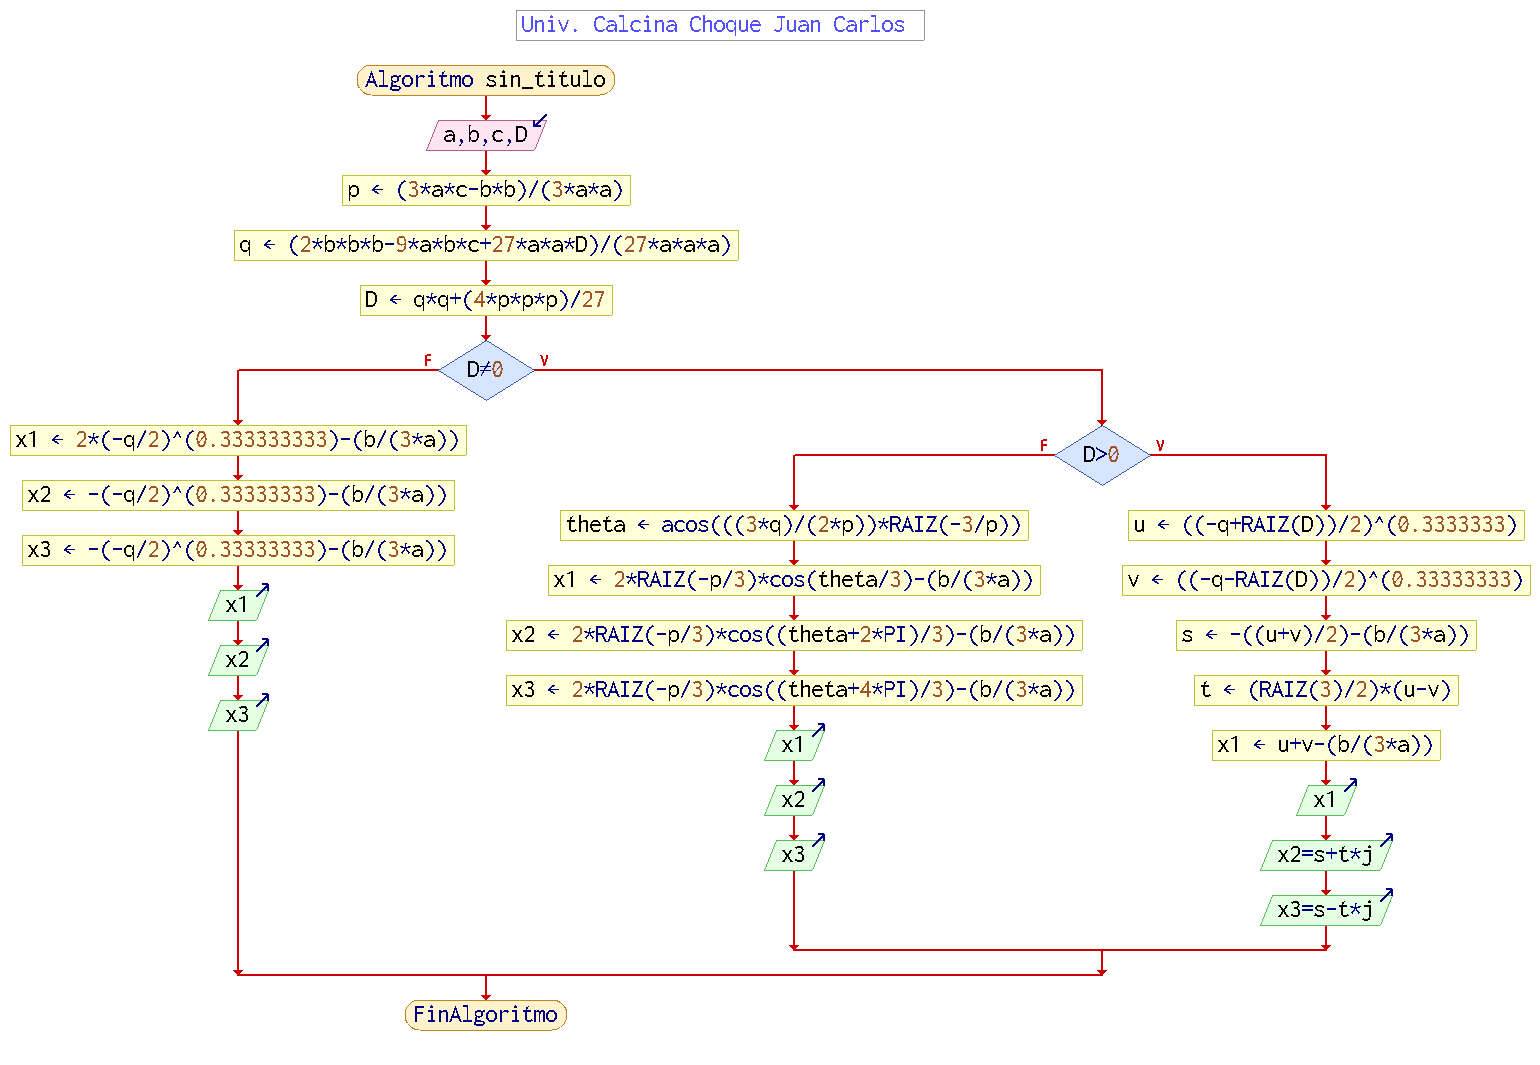 Univ. Calcina Choque Juan Carlos
Algoritmo sin_titulo
a,b,c,D
p ← (3*a*c-b*b)/(3*a*a)
q ← (2*b*b*b-9*a*b*c+27*a*a*D)/(27*a*a*a)
D ← q*q+(4*p*p*p)/27
D≠0
F
V
x1 ← 2*(-q/2)^(0.333333333)-(b/(3*a))
x2 ← -(-q/2)^(0.33333333)-(b/(3*a))
x3 ← -(-q/2)^(0.33333333)-(b/(3*a))
x1
x2
x3
D>0
F
V
theta ← acos(((3*q)/(2*p))*RAIZ(-3/p))
x1 ← 2*RAIZ(-p/3)*cos(theta/3)-(b/(3*a))
x2 ← 2*RAIZ(-p/3)*cos((theta+2*PI)/3)-(b/(3*a))
x3 ← 2*RAIZ(-p/3)*cos((theta+4*PI)/3)-(b/(3*a))
x1
x2
x3
u ← ((-q+RAIZ(D))/2)^(0.3333333)
v ← ((-q-RAIZ(D))/2)^(0.33333333)
s ← -((u+v)/2)-(b/(3*a))
t ← (RAIZ(3)/2)*(u-v)
x1 ← u+v-(b/(3*a))
x1
x2=s+t*j
x3=s-t*j
FinAlgoritmo